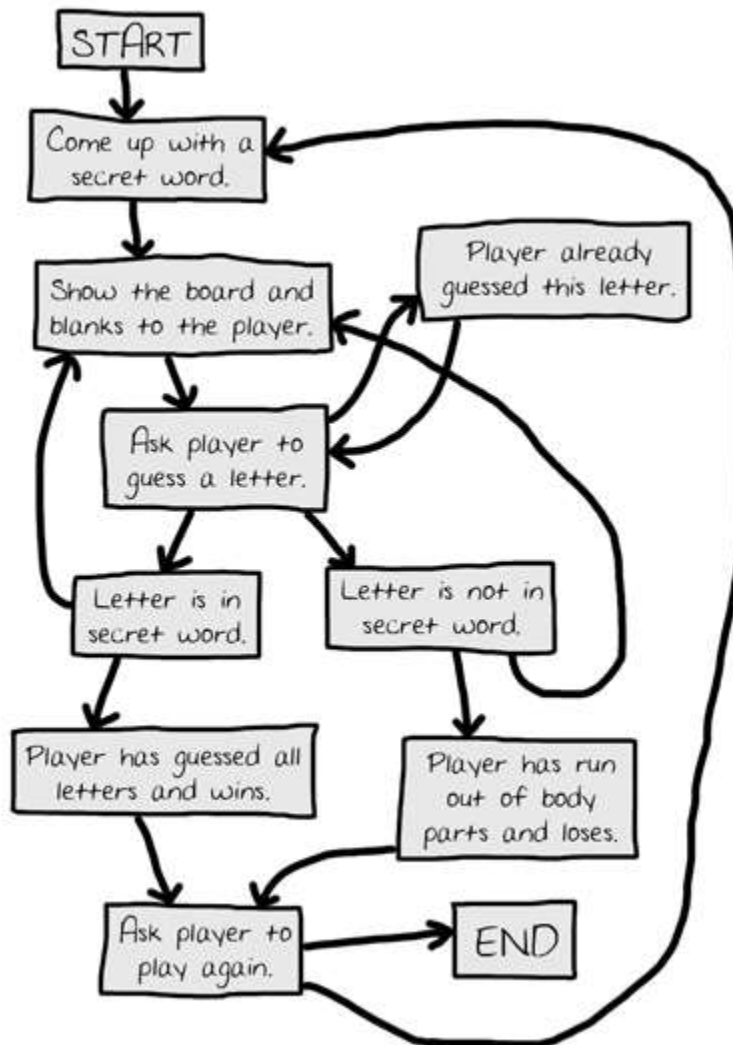 START
Come up with a
secret word.
Player already
guessed this letter.
Show the board and
blanks to the player.
Ask player to
guess a letter.
Letter is in
secret word.
Letter is not in
secret word.
Player has guessed all
letters and wins.
Player has run
out of body
parts and loses.
Ask player to
play again.
END